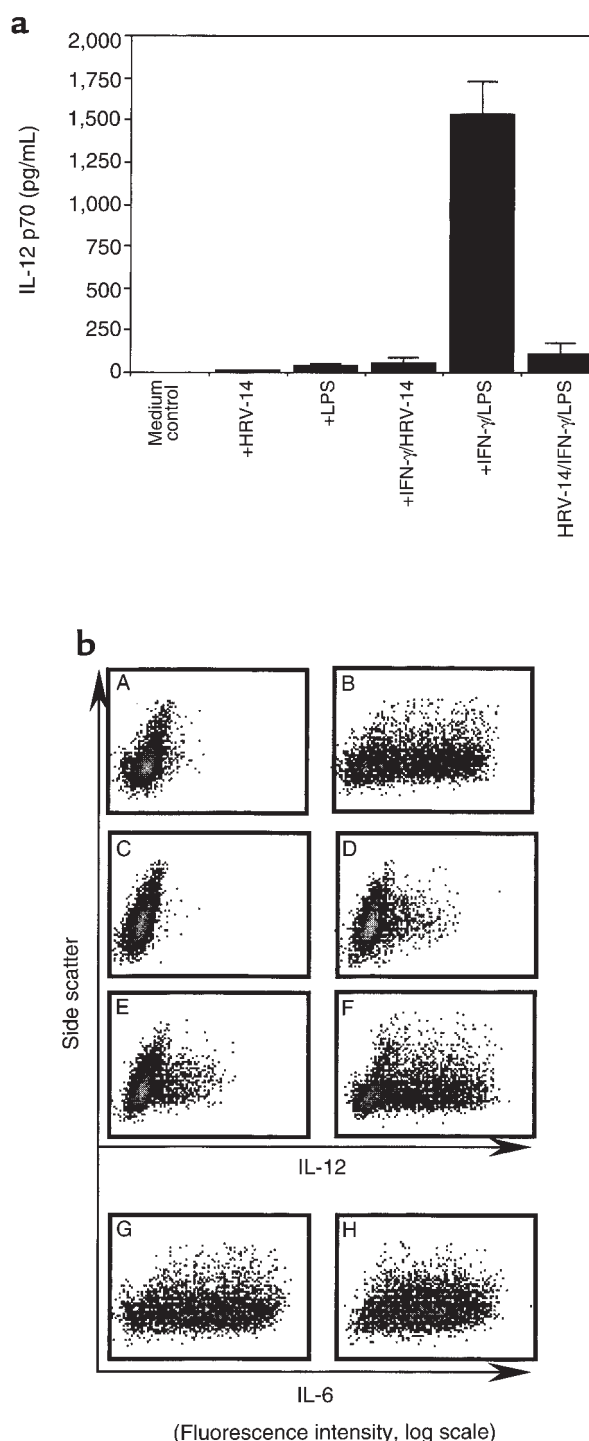 a
IL-12 p70 (pg/mL)
2,000
1,750
1,500
1,250
1,000
750
500
250
0
Medium
control
+HRV-14
+LPS
+IFN-γ/HRV-14
+IFN-γ/LPS
HRV-14/IFN-γ/LPS
b
Side scatter
A
B
C
D
E
F
IL-12
G
H
IL-6
(Fluorescence intensity, log scale)